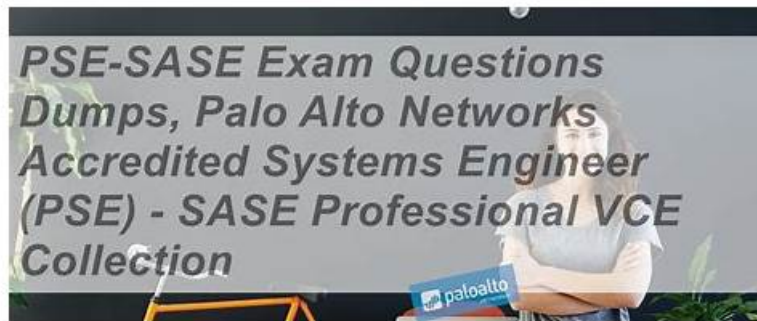 PSE-SASE Exam Questions
Dumps, Palo Alto Networks
Accredited Systems Engineer
(PSE) - SASE Professional VCE
Collection
paloalto